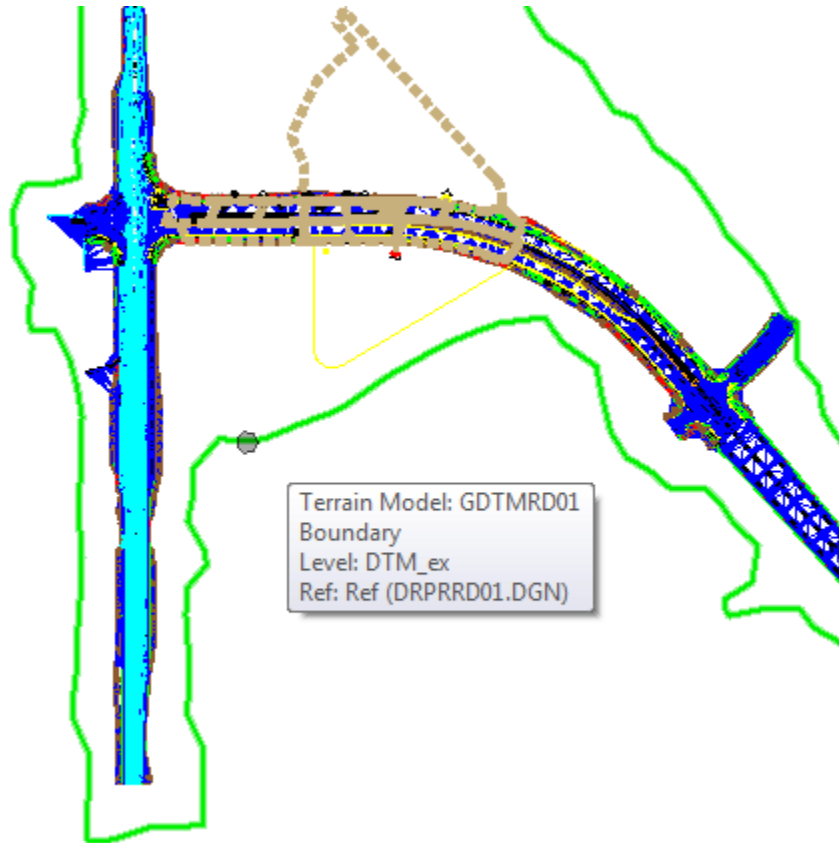 Terrain Model: GDTMRD01
Boundary
Level: DTM_ex
Ref: Ref (DRPRRD01.DGN)